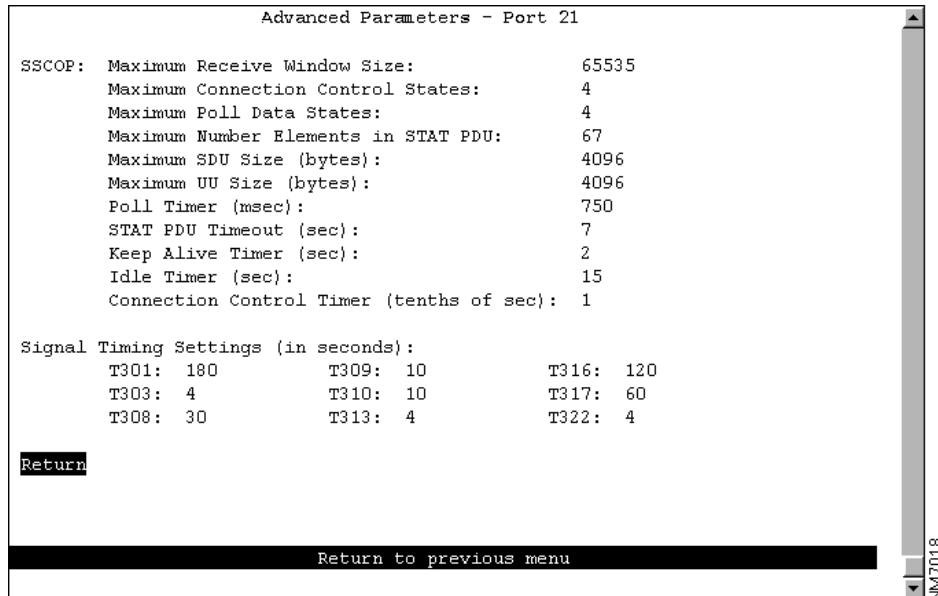 Advanced Parameters - Port 21
SSCOP: Maximum Receive Window Size: 65535
Maximum Connection Control States: 4
Maximum Poll Data States: 4
Maximum Number Elements in STAT PDU: 67
Maximum SDU Size (bytes): 4096
Maximum UU Size (bytes): 4096
Poll Timer (msec): 750
STAT PDU Timeout (sec): 7
Keep Alive Timer (sec): 2
Idle Timer (sec): 15
Connection Control Timer (tenths of sec): 1
Signal Timing Settings (in seconds):
T301: 180 T309: 10 T316: 120
T303: 4 T310: 10 T317: 60
T308: 30 T313: 4 T322: 4
Return
Return to previous menu
NM7018